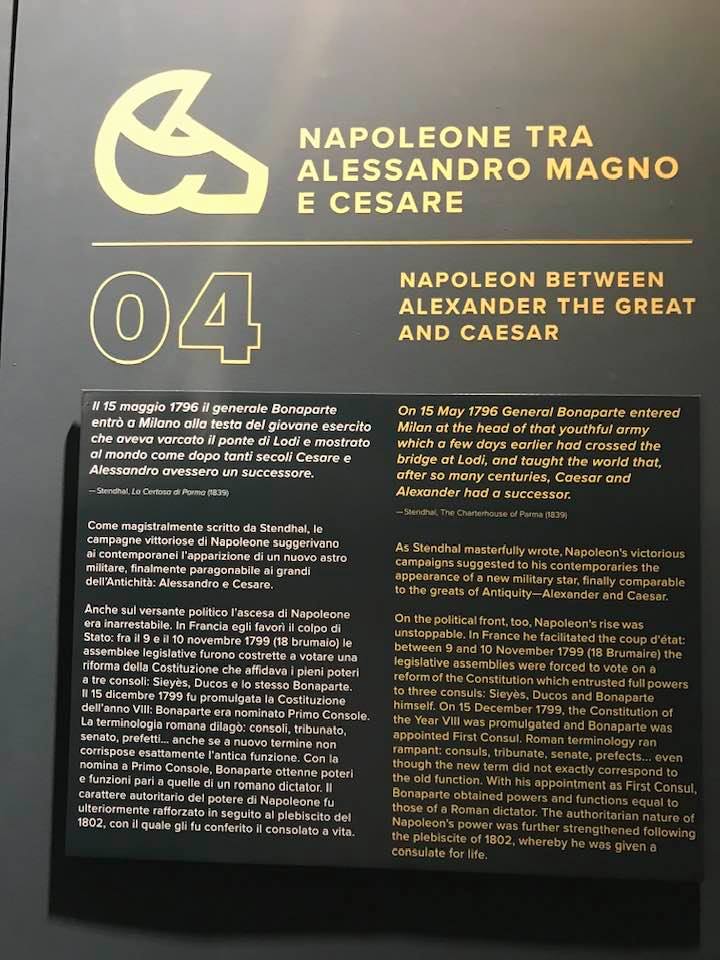 NAPOLEONE TRA
ALESSANDRO MAGNO
E CESARE
04
NAPOLEON BETWEEN
ALEXANDER THE GREAT
AND CAESAR
Il 15 maggio 1796 il generale Bonaparte
entrò a Milano alla testa del giovane esercito
che aveva varcato il ponte di Lodi e mostrato
al mondo come dopo tanti secoli Cesare e
Alessandro avessero un successore.
— Stendhal, La Certosa di Parma (1839)
Come magistralmente scritto da Stendhal, le
campagne vittoriose di Napoleone suggerivano
ai contemporanei l'apparizione di un nuovo astro
militare, finalmente paragonabile ai grandi
dell'Antichità: Alessandro e Cesare.
Anche sul versante politico l'ascesa di Napoleone
era inarrestabile. In Francia egli favorì il colpo di
Stato: fra il 9 e il 10 novembre 1799 (18 brumaio) le
assemblee legislative furono costrette a votare una
riforma della Costituzione che affidava i pieni poteri
a tre consoli: Sieyès, Ducos e lo stesso Bonaparte.
Il 15 dicembre 1799 fu promulgata la Costituzione
dell'anno VIII: Bonaparte era nominato Primo Console.
La terminologia romana dilagò: consoli, tribunato,
senato, prefetti... anche se a nuovo termine non
corrispose esattamente l'antica funzione. Con la
nomina a Primo Console, Bonaparte ottenne poteri
e funzioni pari a quelle di un romano dictator. Il
carattere autoritario del potere di Napoleone fu
ulteriormente rafforzato in seguito al plebiscito del
1802, con il quale gli fu conferito il consolato a vita.
On 15 May 1796 General Bonaparte entered
Milan at the head of that youthful army
which a few days earlier had crossed the
bridge at Lodi, and taught the world that,
after so many centuries, Caesar and
Alexander had a successor.
— Stendhal, The Charterhouse of Parma (1839)
As Stendhal masterfully wrote, Napoleon's victorious
campaigns suggested to his contemporaries the
appearance of a new military star, finally comparable
to the greats of Antiquity—Alexander and Caesar.
On the political front, too, Napoleon's rise was
unstoppable. In France he facilitated the coup d'état:
between 9 and 10 November 1799 (18 Brumaire) the
legislative assemblies were forced to vote on a
reform of the Constitution which entrusted full powers
to three consuls: Sieyès, Ducos and Bonaparte
himself. On 15 December 1799, the Constitution of
the Year VIII was promulgated and Bonaparte was
appointed First Consul. Roman terminology ran
rampant: consuls, tribunate, senate, prefects... even
though the new term did not exactly correspond to
the old function. With his appointment as First Consul,
Bonaparte obtained powers and functions equal to
those of a Roman dictator. The authoritarian nature of
Napoleon's power was further strengthened following
the plebiscite of 1802, whereby he was given a
consulate for life.